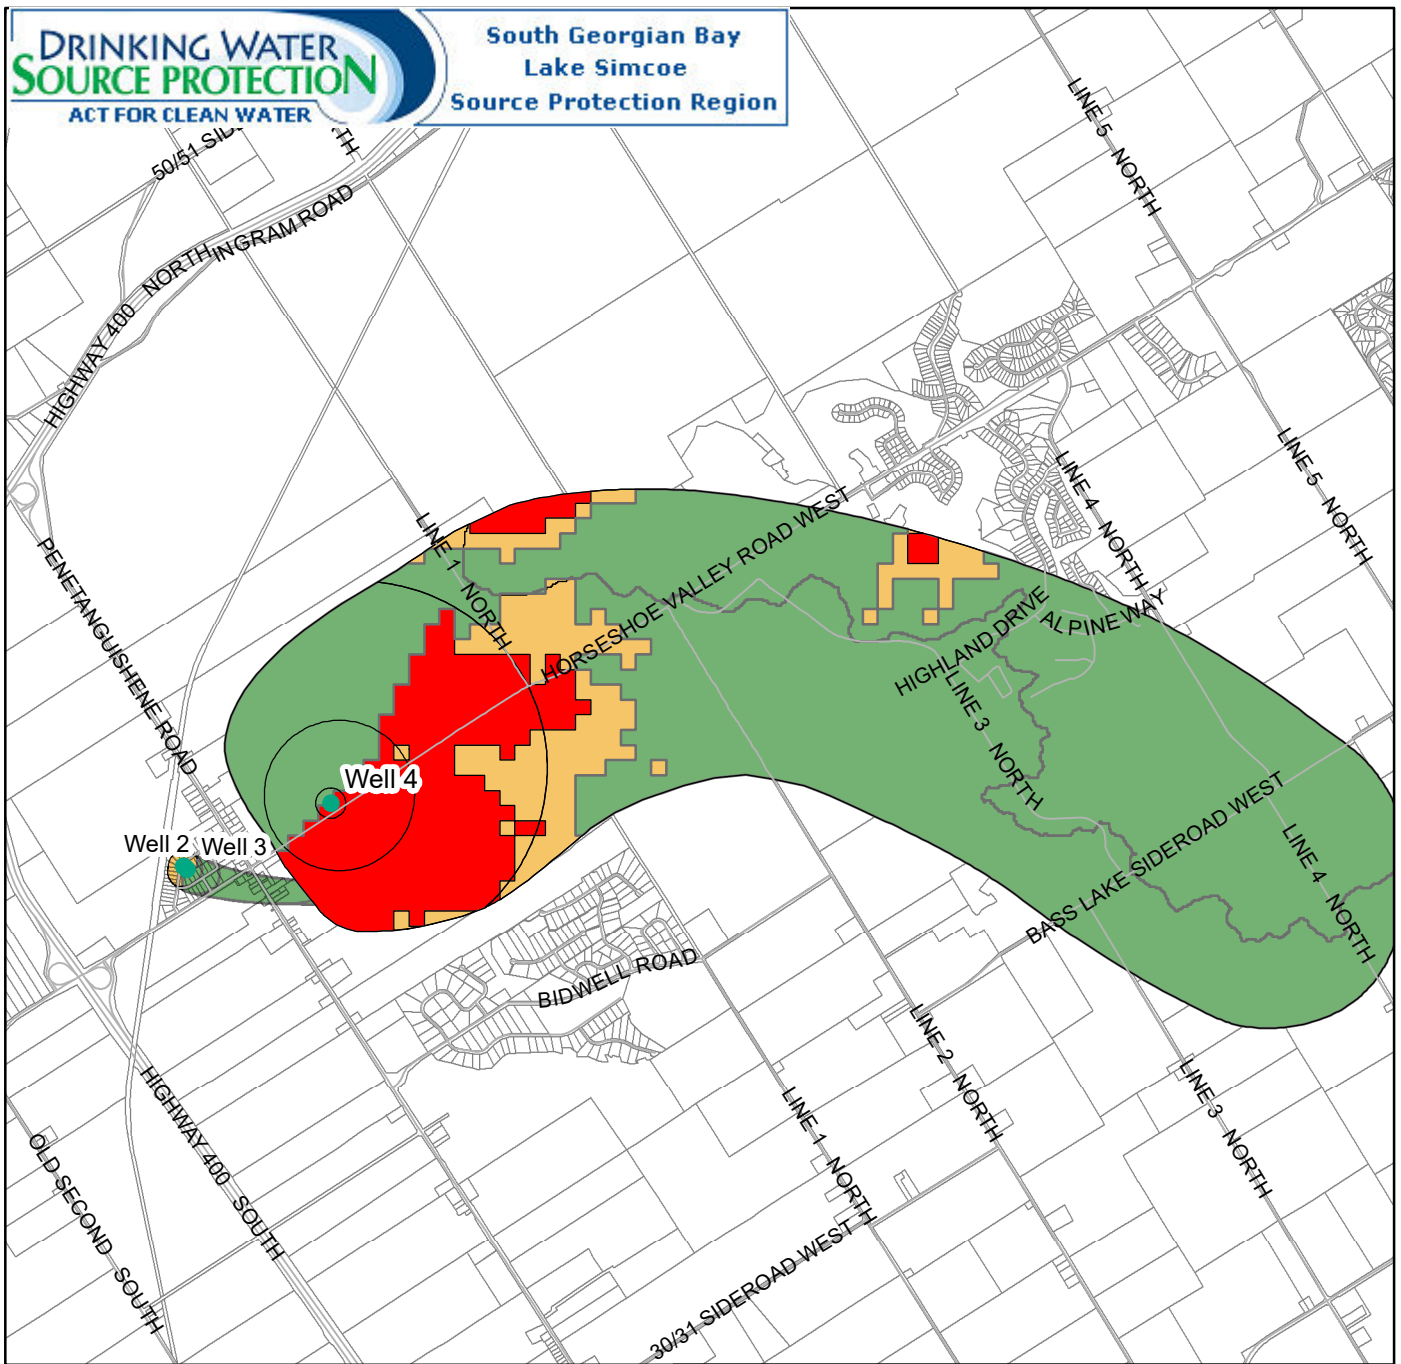 DRINKING WATER
SOURCE PROTECTION
ACT FOR CLEAN WATER
South Georgian Bay
Lake Simcoe
Source Protection Region
INGRAM ROAD
HIGHWAY 400 NORTH
LINE 5 NORTH
LINE 5 NORTH
LINE 4 NORTH
PENETANGUISHENE ROAD
LINE 1 NORTH
HORSESHOE VALLEY ROAD WEST
HIGHLAND DRIVE
ALPINE WAY
LINE 3 NORTH
Well 4
Well 2
Well 3
BASS LAKE SIDEROAD WEST
LINE 4 NORTH
BIDWELL ROAD
LINE 2 NORTH
LINE 1 NORTH
LINE 3 NORTH
HIGHWAY 400 SOUTH
OLD SECOND SOUTH
30/31 SIDEROAD WEST